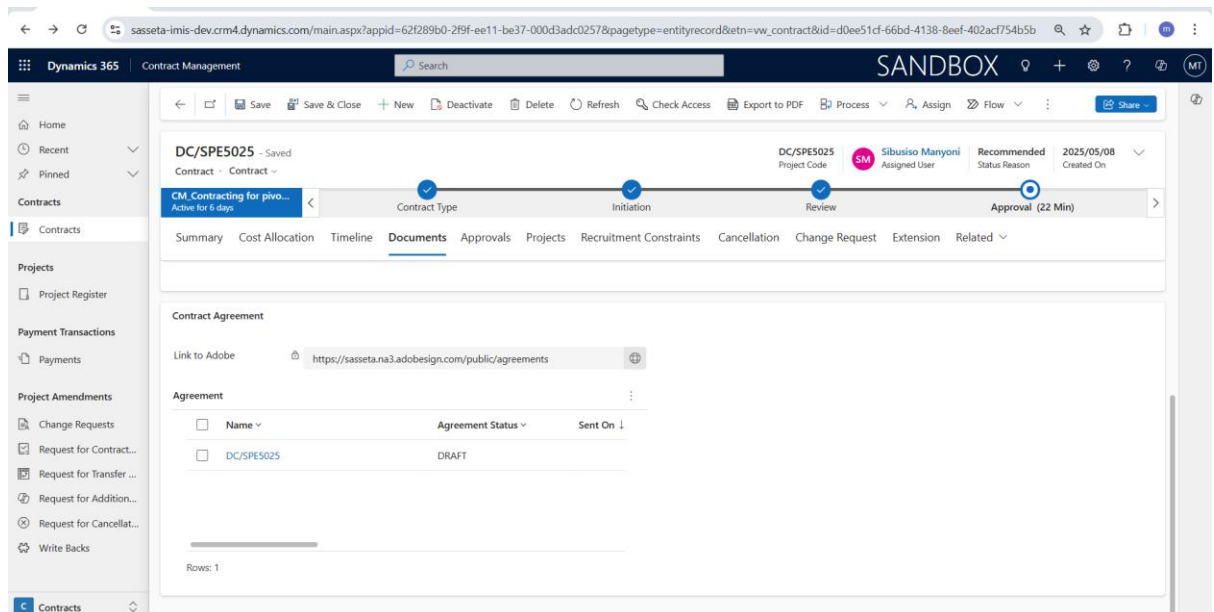 sasseta-imis-dev.crm4.dynamics.com/main.aspx?appid=62f289b0-2f9f-ee11-be37-000d3adc0257&pagetype=entityrecord&etn=vw_contract&id=d0ee51cf-66bd-4138-8eef-402acf754b5b
m
Dynamics 365 Contract Management Search SANDBOX MT
Save Save & Close New Deactivate Delete Refresh Check Access Export to PDF Process Assign Flow Share
Home
Recent
Pinned
Contracts
Contracts
Projects
Project Register
Payment Transactions
Payments
Project Amendments
Change Requests
Request for Contract...
Request for Transfer ...
Request for Addition...
Request for Cancellat...
Write Backs
C Contracts
DC/SPE5025 - Saved
Contract · Contract
DC/SPE5025 SM Sibusiso Manyoni Recommended 2025/05/08
Project Code Assigned User Status Reason Created On
CM_Contracting for pivo...
Active for 6 days
Contract Type Initiation Review Approval (22 Min)
Summary Cost Allocation Timeline Documents Approvals Projects Recruitment Constraints Cancellation Change Request Extension Related
Contract Agreement
Link to Adobe https://sasseta.na3.adobesign.com/public/agreements
Agreement
Name Agreement Status Sent On ↓
DC/SPE5025 DRAFT
Rows: 1